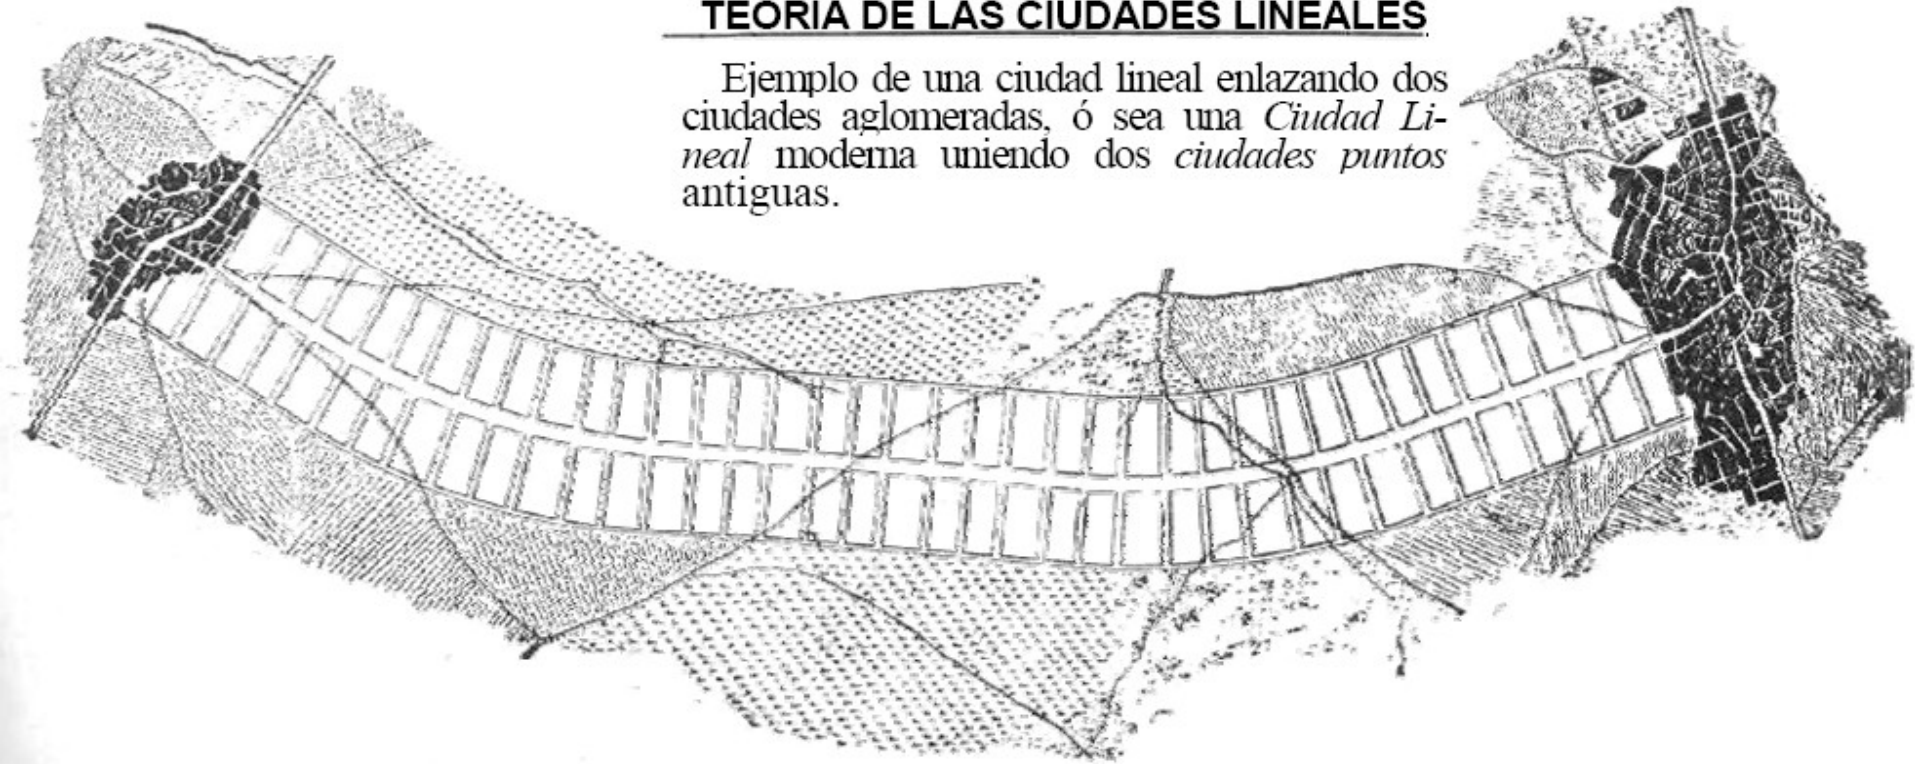 TEORIA DE LAS CIUDADES LINEALES
Ejemplo de una ciudad lineal enlazando dos
ciudades aglomeradas, ó sea una Ciudad Li-
neal moderna uniendo dos ciudades puntos
antiguas.